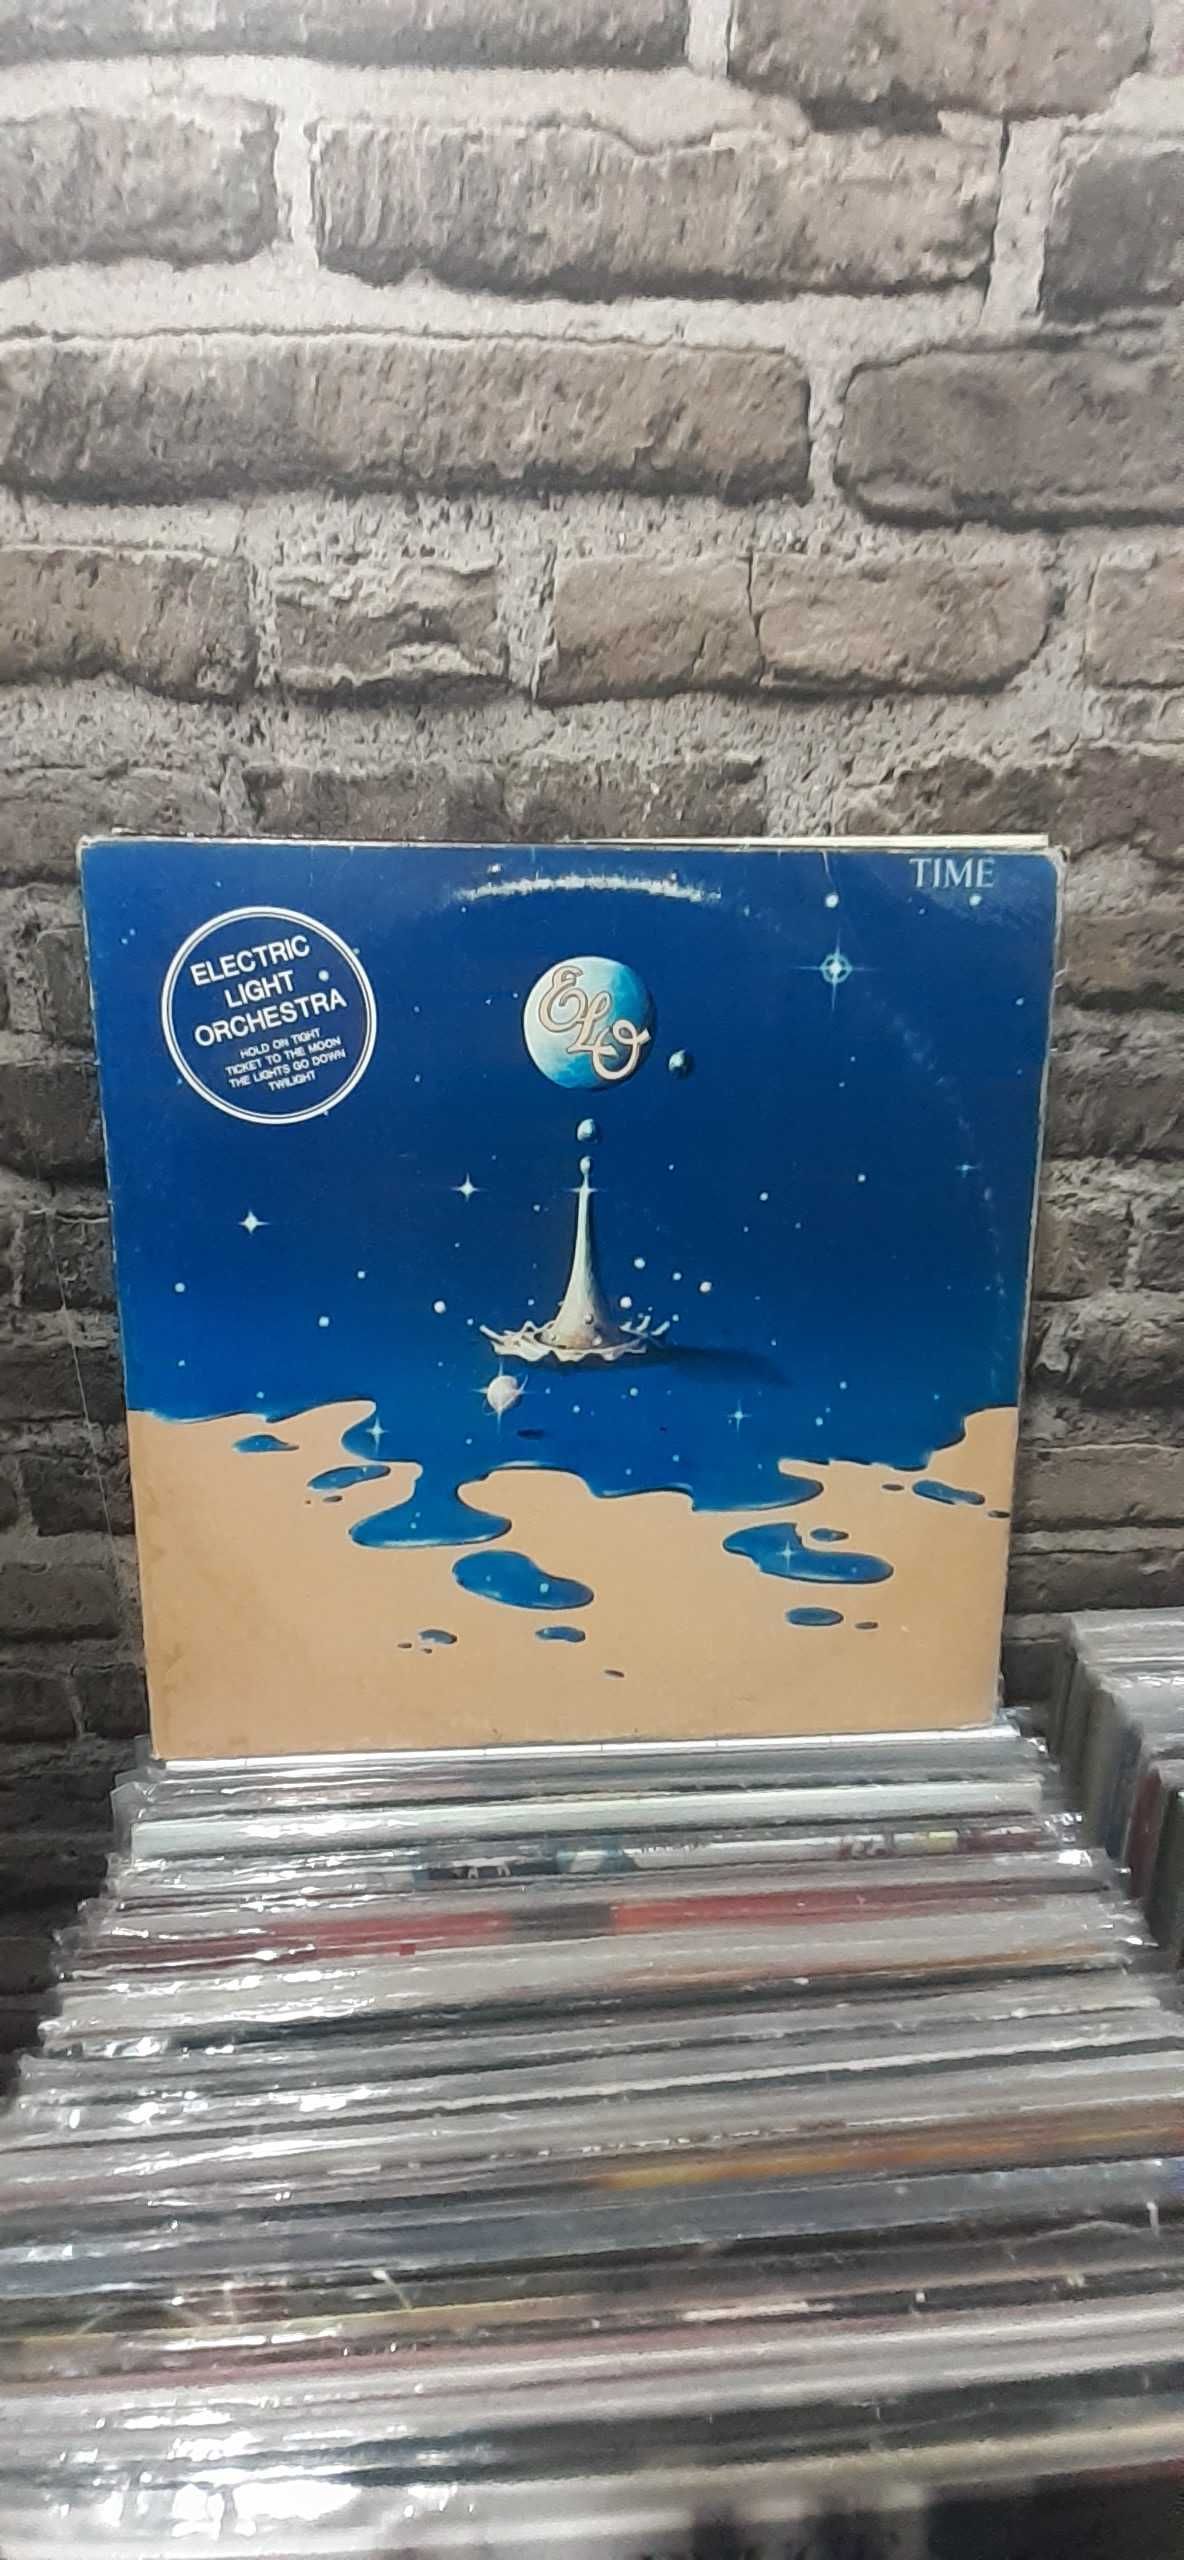 TIME
ELECTRIC
LIGHT
ORCHESTRA
HOLD ON TIGHT
TICKET TO THE MOON
THE LIGHTS GO DOWN
TWILIGHT
ELO